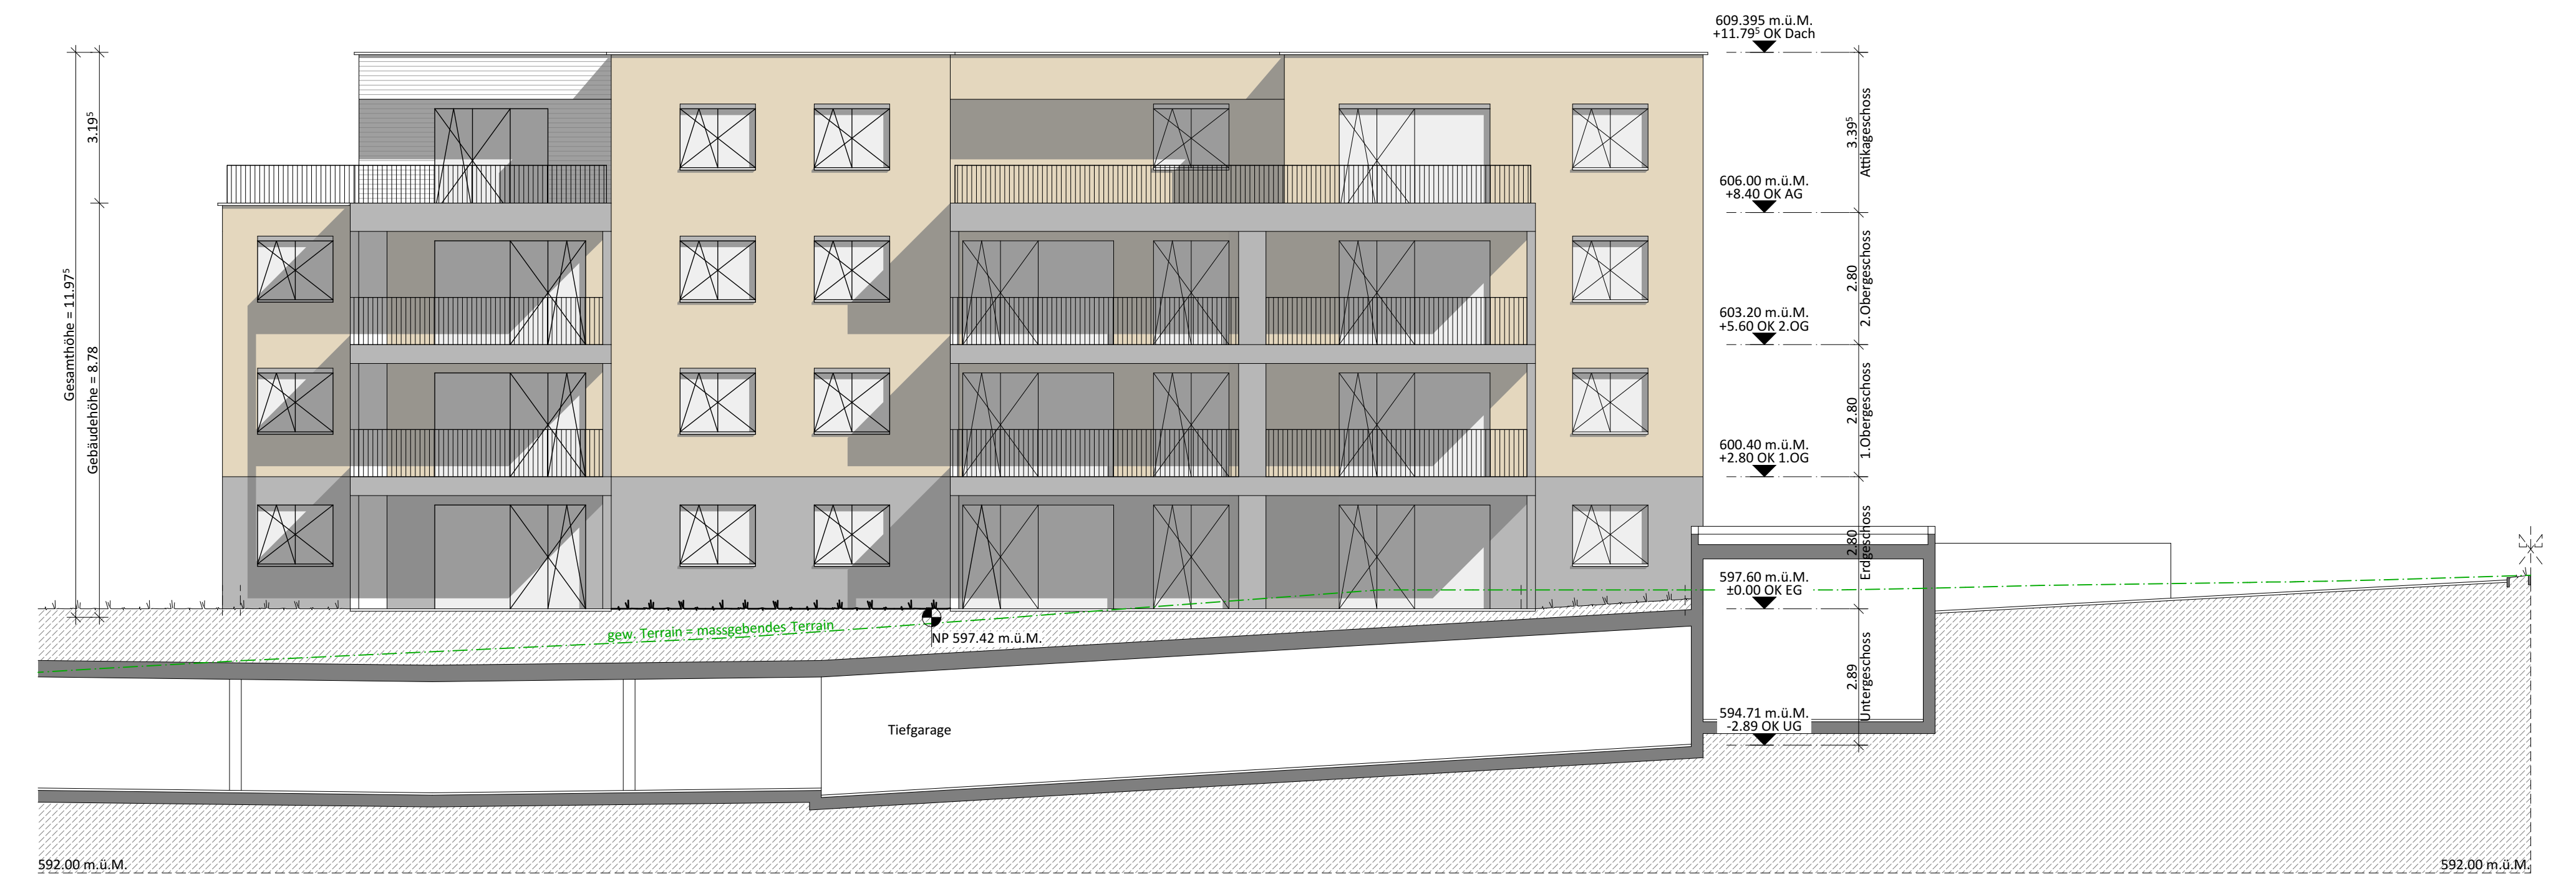 609.395 m.ü.M.
+11.79⁵ OK Dach
3.19⁵
3.39⁵
Attikageschoss
606.00 m.ü.M.
+8.40 OK AG
Gesamthöhe = 11.97⁵
Gebäudehöhe = 8.78
2.80
2.Obergeschoss
603.20 m.ü.M.
+5.60 OK 2.OG
2.80
1.Obergeschoss
600.40 m.ü.M.
+2.80 OK 1.OG
2.80
Erdgeschoss
597.60 m.ü.M.
±0.00 OK EG
gew. Terrain = massgebendes Terrain
NP 597.42 m.ü.M.
2.89
Untergeschoss
594.71 m.ü.M.
-2.89 OK UG
Tiefgarage
592.00 m.ü.M.
592.00 m.ü.M.